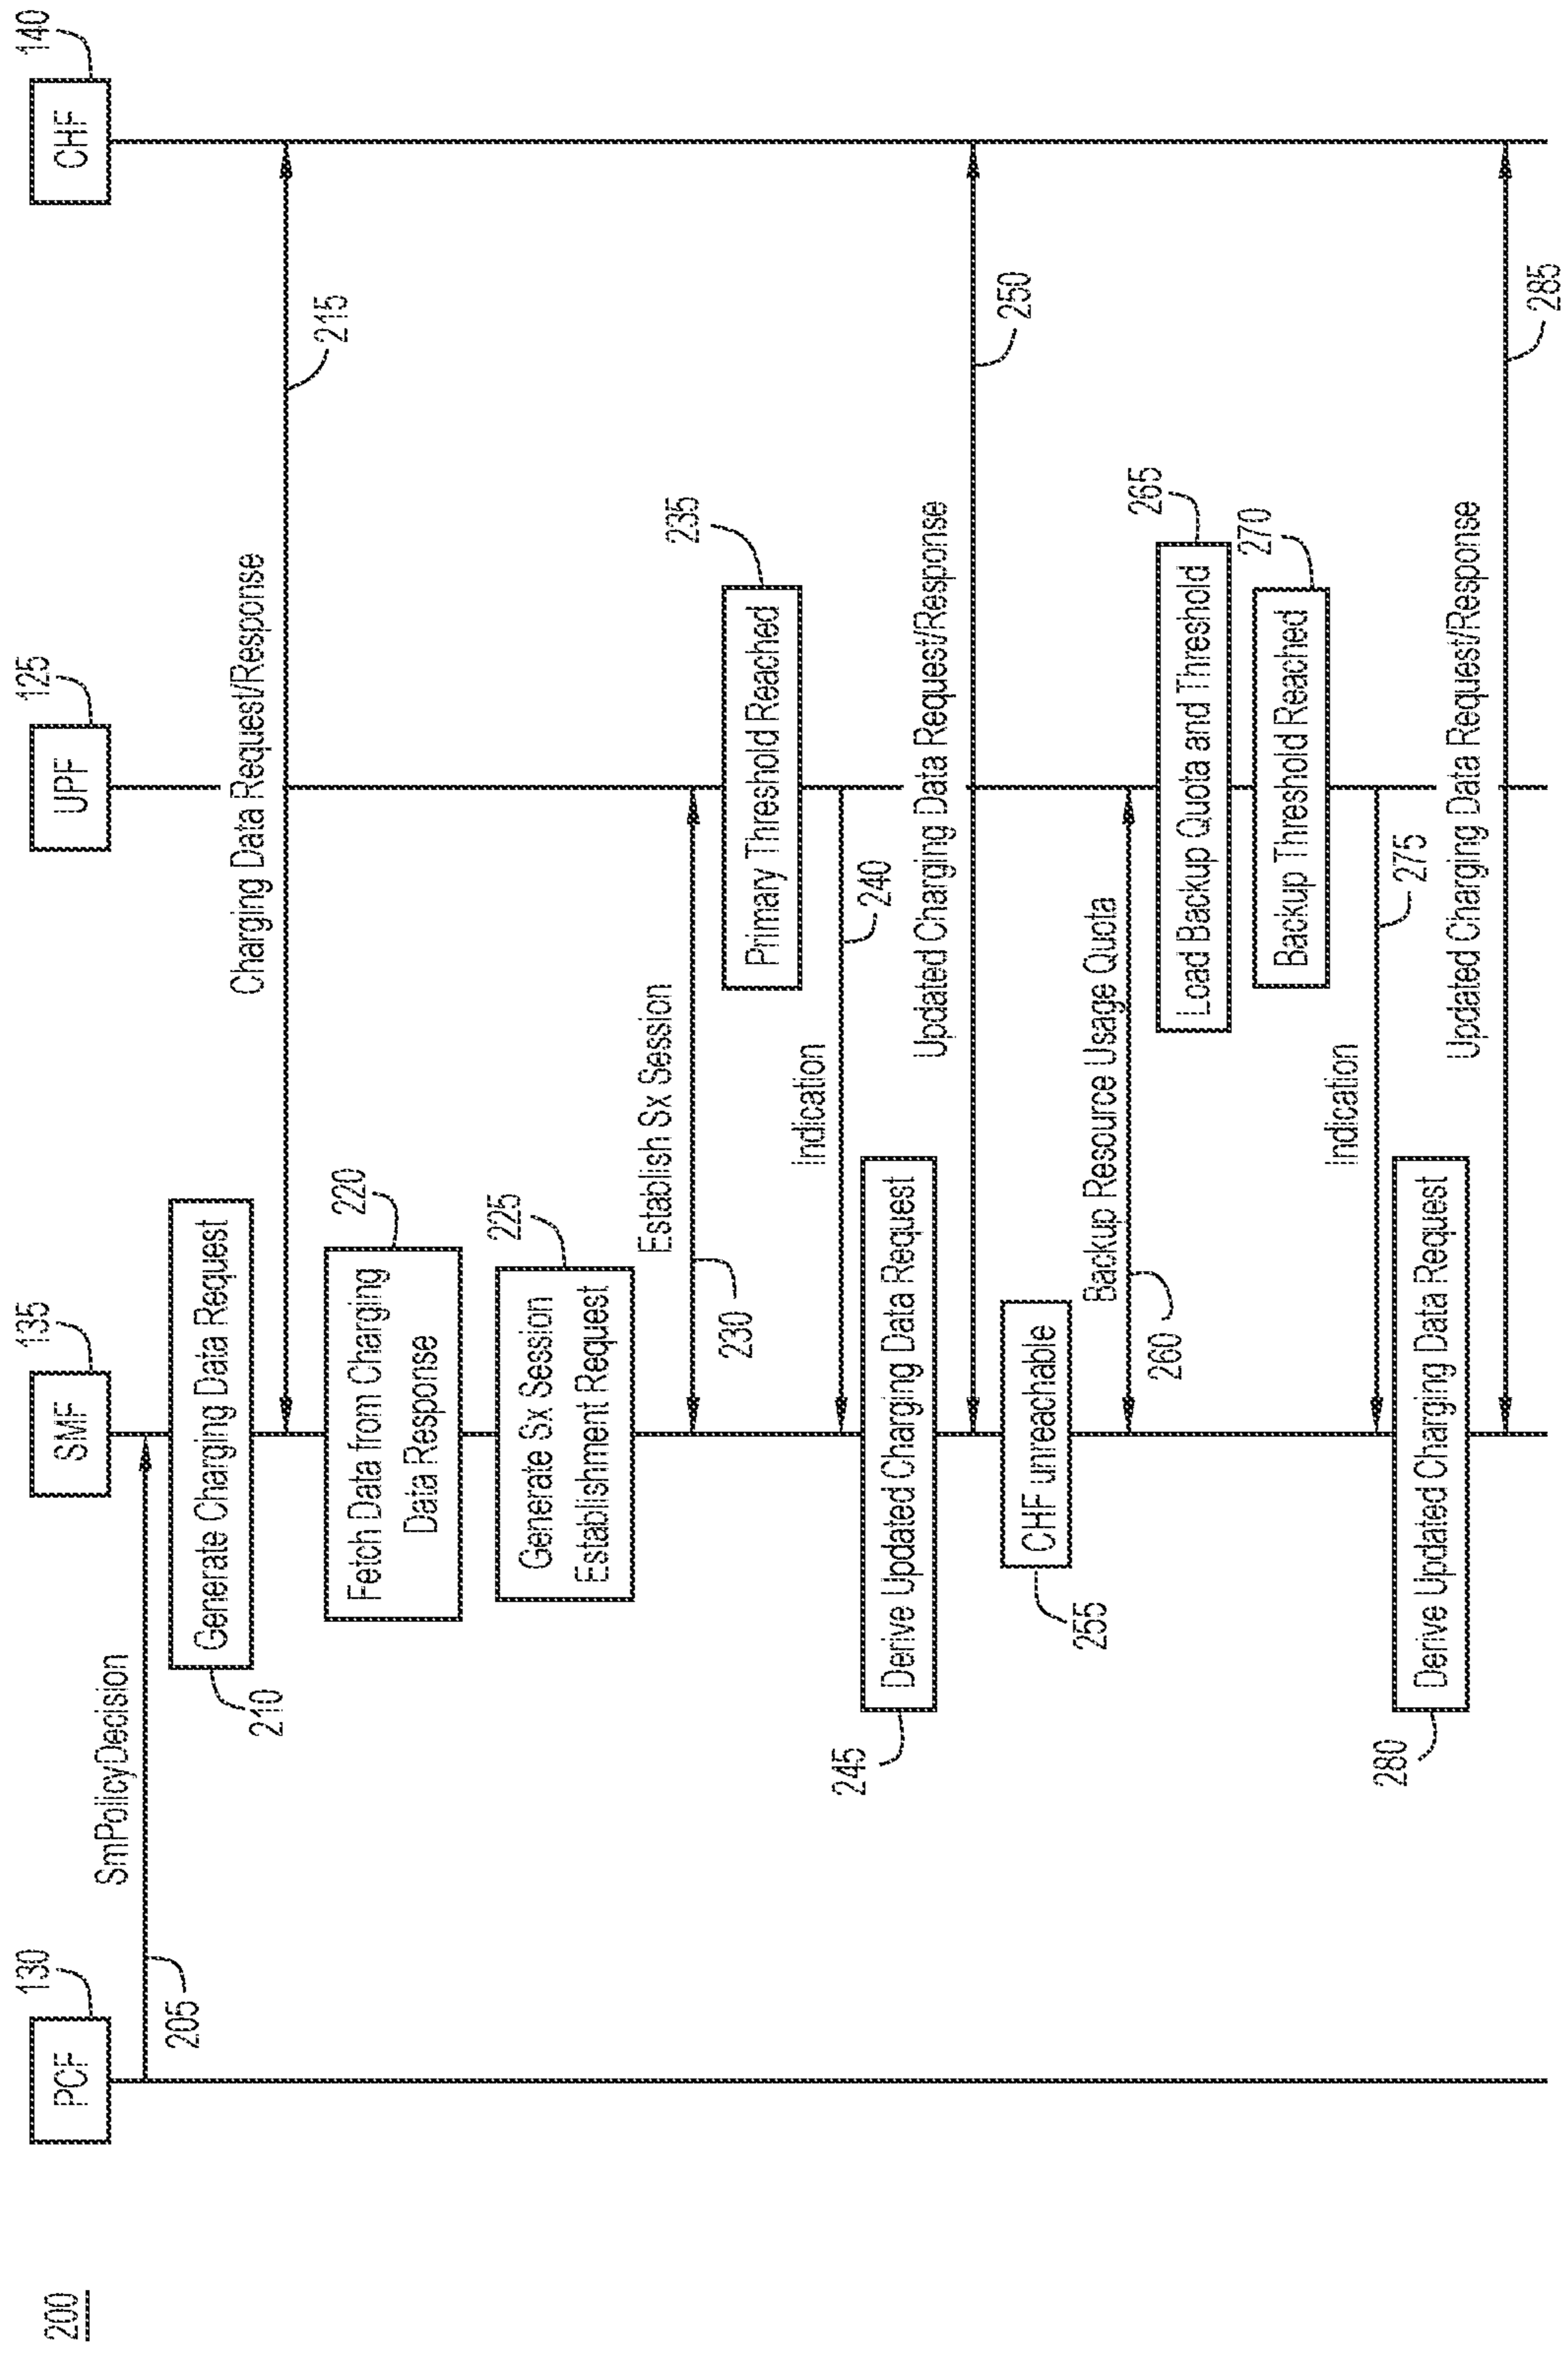 200
PCF
130
SMF
135
UPF
125
CHF
140
SmPolicyDecision
205
Generate Charging Data Request
210
Charging Data Request/Response
215
Fetch Data from Charging
Data Response
220
Generate Sx Session
Establishment Request
225
Establish Sx Session
230
Primary Threshold Reached
235
Indication
240
Derive Updated Charging Data Request
245
Updated Charging Data Request/Response
250
CHF unreachable
255
Backup Resource Usage Quota
260
Load Backup Quota and Threshold
265
Backup Threshold Reached
270
Indication
275
Derive Updated Charging Data Request
280
Updated Charging Data Request/Response
285